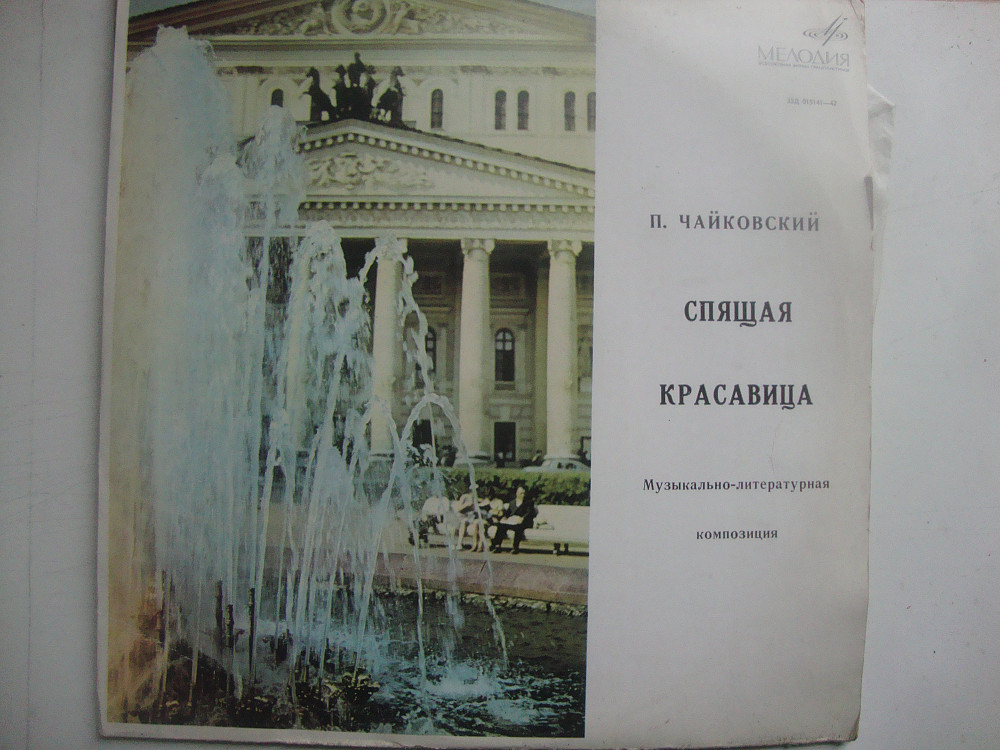 МЕЛОДИЯ
П. ЧАЙКОВСКИЙ
СПЯЩАЯ
КРАСАВИЦА
Музыкально-литературная
композиция